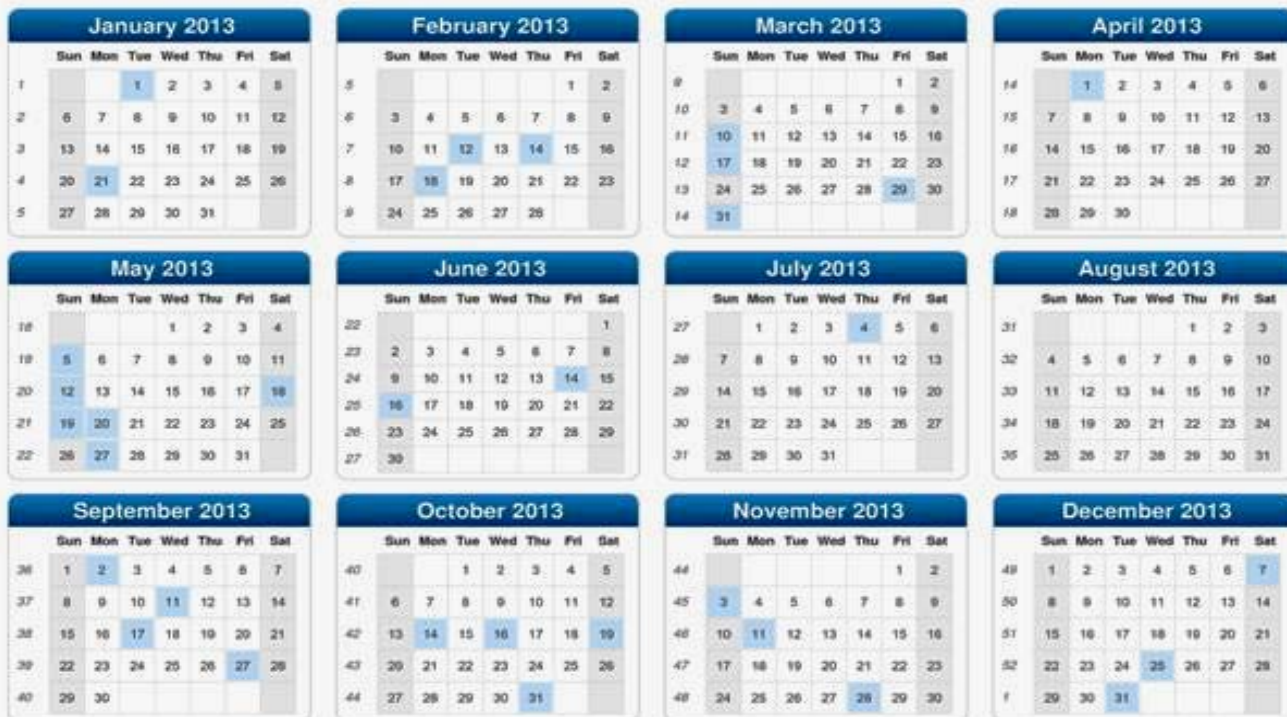 January 2013
Sun Mon Tue Wed Thu Fri Sat
1 1 2 3 4 5
2 6 7 8 9 10 11 12
3 13 14 15 16 17 18 19
4 20 21 22 23 24 25 26
5 27 28 29 30 31
February 2013
Sun Mon Tue Wed Thu Fri Sat
5 1 2
6 3 4 5 6 7 8 9
7 10 11 12 13 14 15 16
8 17 18 19 20 21 22 23
9 24 25 26 27 28
March 2013
Sun Mon Tue Wed Thu Fri Sat
9 1 2
10 3 4 5 6 7 8 9
11 10 11 12 13 14 15 16
12 17 18 19 20 21 22 23
13 24 25 26 27 28 29 30
14 31
April 2013
Sun Mon Tue Wed Thu Fri Sat
14 1 2 3 4 5 6
15 7 8 9 10 11 12 13
16 14 15 16 17 18 19 20
17 21 22 23 24 25 26 27
18 28 29 30
May 2013
Sun Mon Tue Wed Thu Fri Sat
18 1 2 3 4
19 5 6 7 8 9 10 11
20 12 13 14 15 16 17 18
21 19 20 21 22 23 24 25
22 26 27 28 29 30 31
June 2013
Sun Mon Tue Wed Thu Fri Sat
22 1
23 2 3 4 5 6 7 8
24 9 10 11 12 13 14 15
25 16 17 18 19 20 21 22
26 23 24 25 26 27 28 29
27 30
July 2013
Sun Mon Tue Wed Thu Fri Sat
27 1 2 3 4 5 6
28 7 8 9 10 11 12 13
29 14 15 16 17 18 19 20
30 21 22 23 24 25 26 27
31 28 29 30 31
August 2013
Sun Mon Tue Wed Thu Fri Sat
31 1 2 3
32 4 5 6 7 8 9 10
33 11 12 13 14 15 16 17
34 18 19 20 21 22 23 24
35 25 26 27 28 29 30 31
September 2013
Sun Mon Tue Wed Thu Fri Sat
36 1 2 3 4 5 6 7
37 8 9 10 11 12 13 14
38 15 16 17 18 19 20 21
39 22 23 24 25 26 27 28
40 29 30
October 2013
Sun Mon Tue Wed Thu Fri Sat
40 1 2 3 4 5
41 6 7 8 9 10 11 12
42 13 14 15 16 17 18 19
43 20 21 22 23 24 25 26
44 27 28 29 30 31
November 2013
Sun Mon Tue Wed Thu Fri Sat
44 1 2
45 3 4 5 6 7 8 9
46 10 11 12 13 14 15 16
47 17 18 19 20 21 22 23
48 24 25 26 27 28 29 30
December 2013
Sun Mon Tue Wed Thu Fri Sat
49 1 2 3 4 5 6 7
50 8 9 10 11 12 13 14
51 15 16 17 18 19 20 21
52 22 23 24 25 26 27 28
1 29 30 31